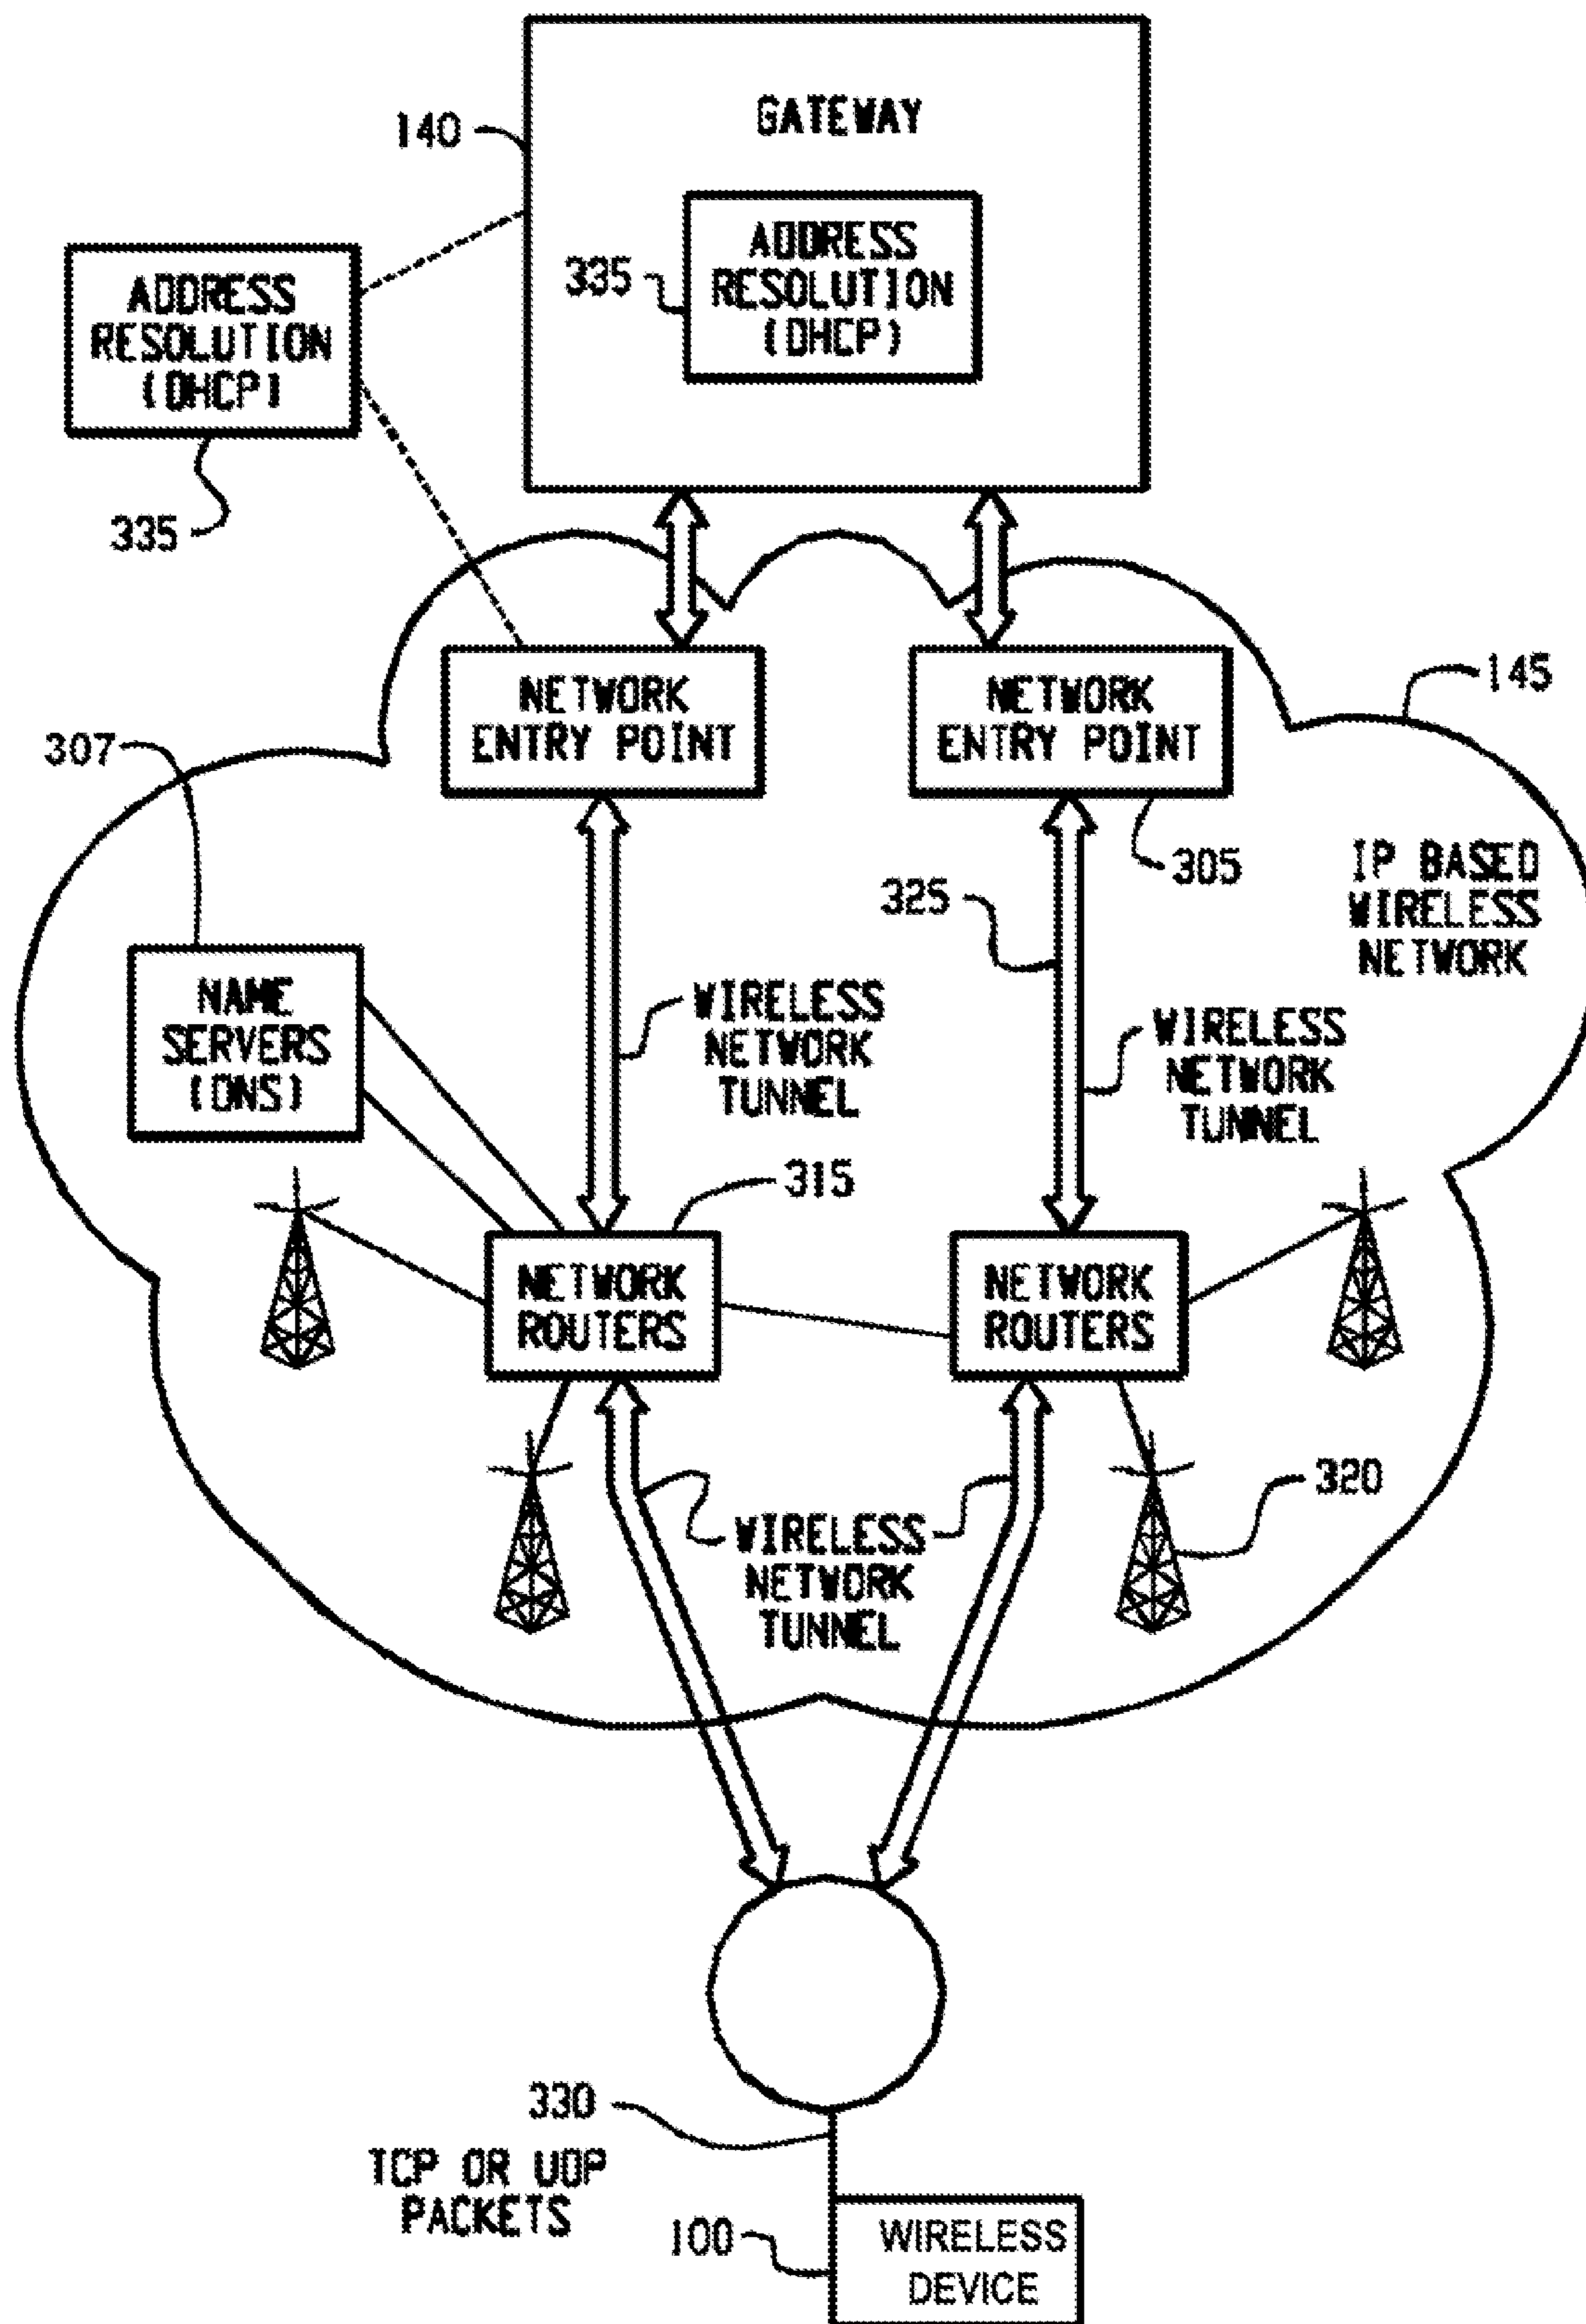 GATEWAY
140
ADDRESS
RESOLUTION
(DHCP)
335
ADDRESS
RESOLUTION
(DHCP)
335
NETWORK
ENTRY POINT
NETWORK
ENTRY POINT
145
307
305
325
IP BASED
WIRELESS
NETWORK
NAME
SERVERS
(DNS)
WIRELESS
NETWORK
TUNNEL
WIRELESS
NETWORK
TUNNEL
315
NETWORK
ROUTERS
NETWORK
ROUTERS
320
WIRELESS
NETWORK
TUNNEL
330
TCP OR UDP
PACKETS
100
WIRELESS
DEVICE